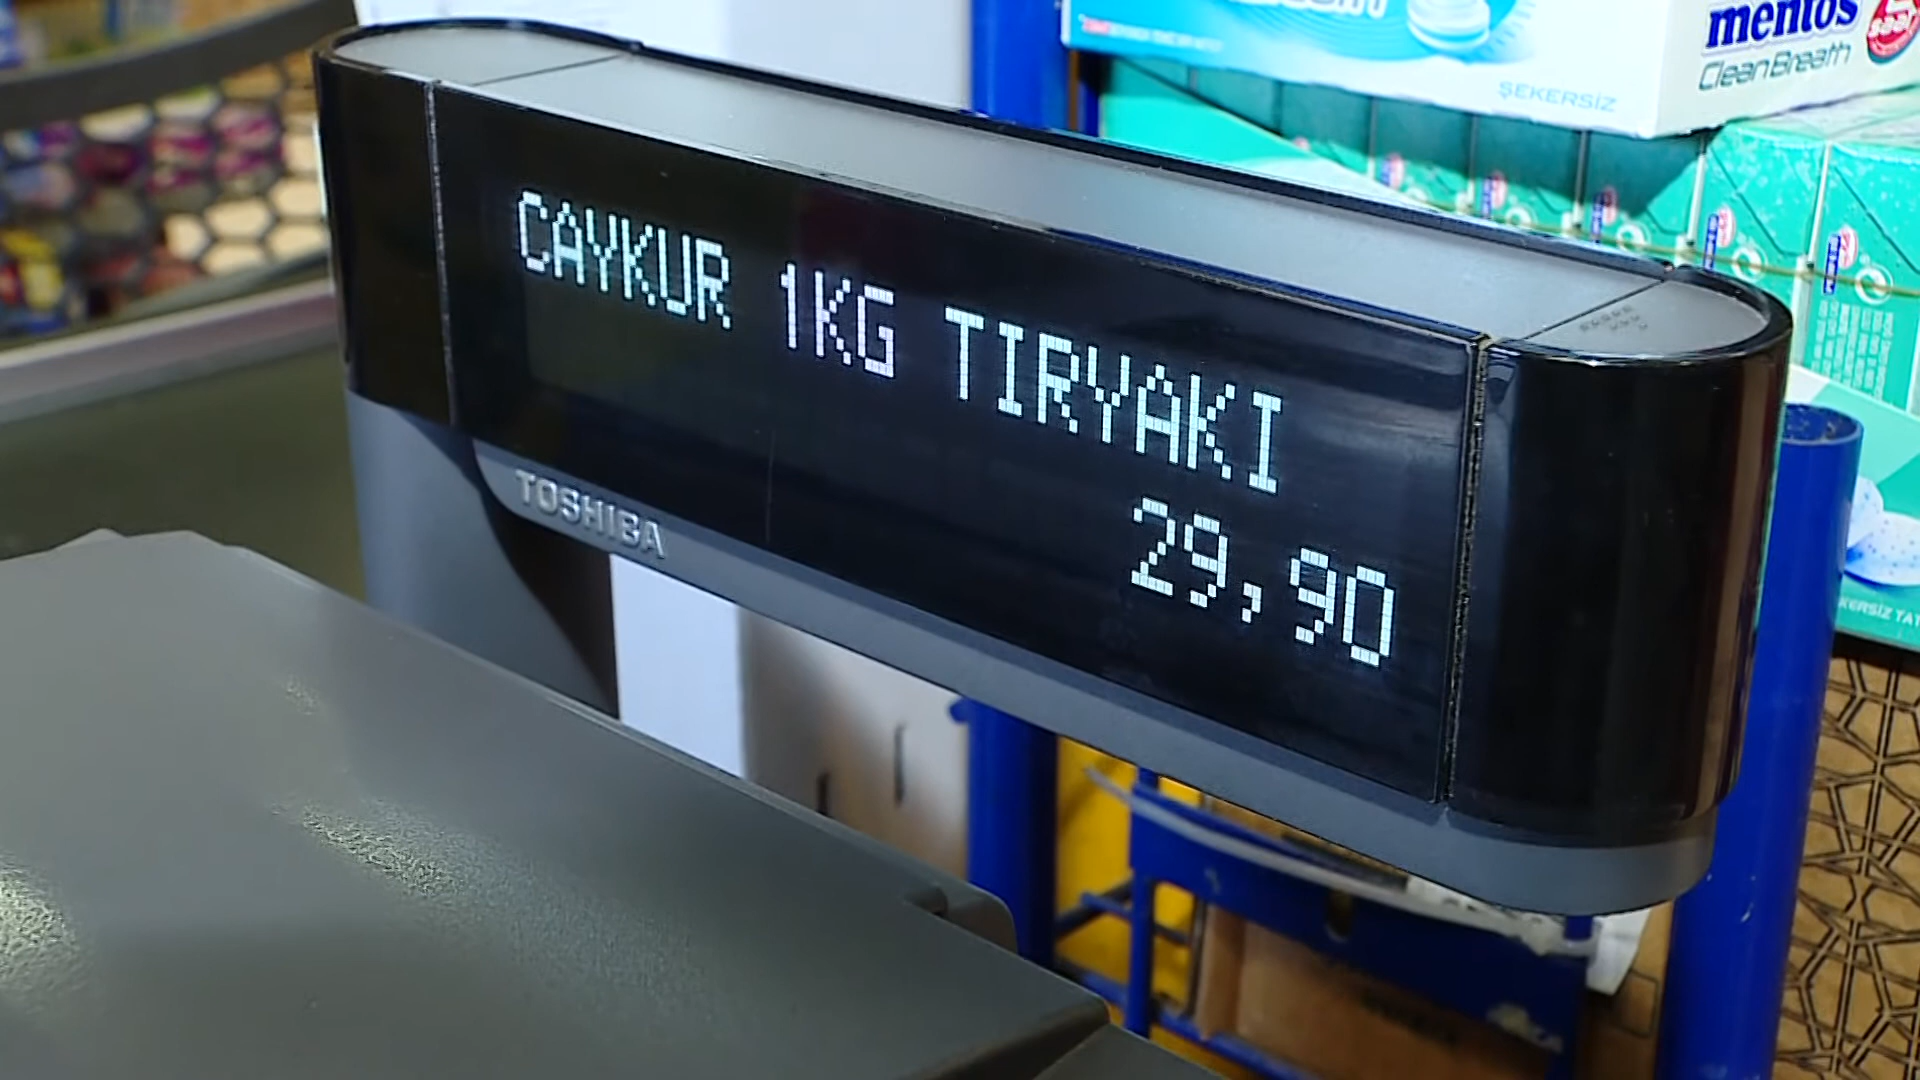 mentos
CleanBreath
ŞEKERSİZ
CAYKUR 1KG TIRYAKI
29,90
TOSHIBA